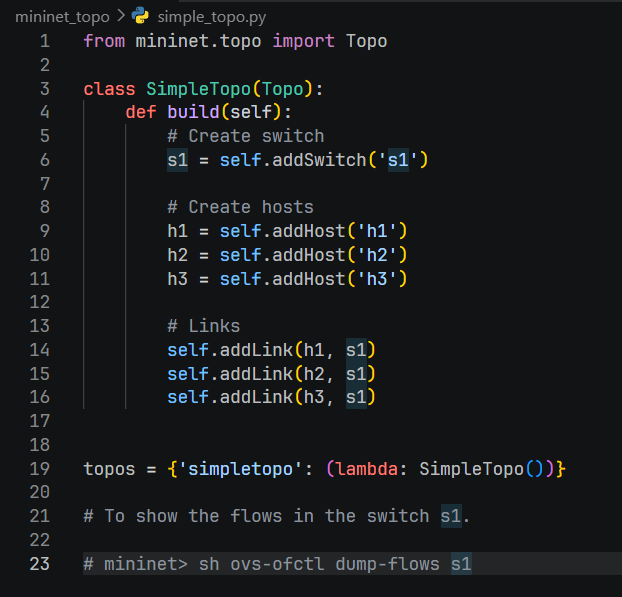 mininet_topo > simple_topo.py
1 from mininet.topo import Topo
2
3 class SimpleTopo(Topo):
4     def build(self):
5         # Create switch
6         s1 = self.addSwitch('s1')
7
8         # Create hosts
9         h1 = self.addHost('h1')
10         h2 = self.addHost('h2')
11         h3 = self.addHost('h3')
12
13         # Links
14         self.addLink(h1, s1)
15         self.addLink(h2, s1)
16         self.addLink(h3, s1)
17
18
19 topos = {'simpletopo': (lambda: SimpleTopo())}
20
21 # To show the flows in the switch s1.
22
23 # mininet> sh ovs-ofctl dump-flows s1